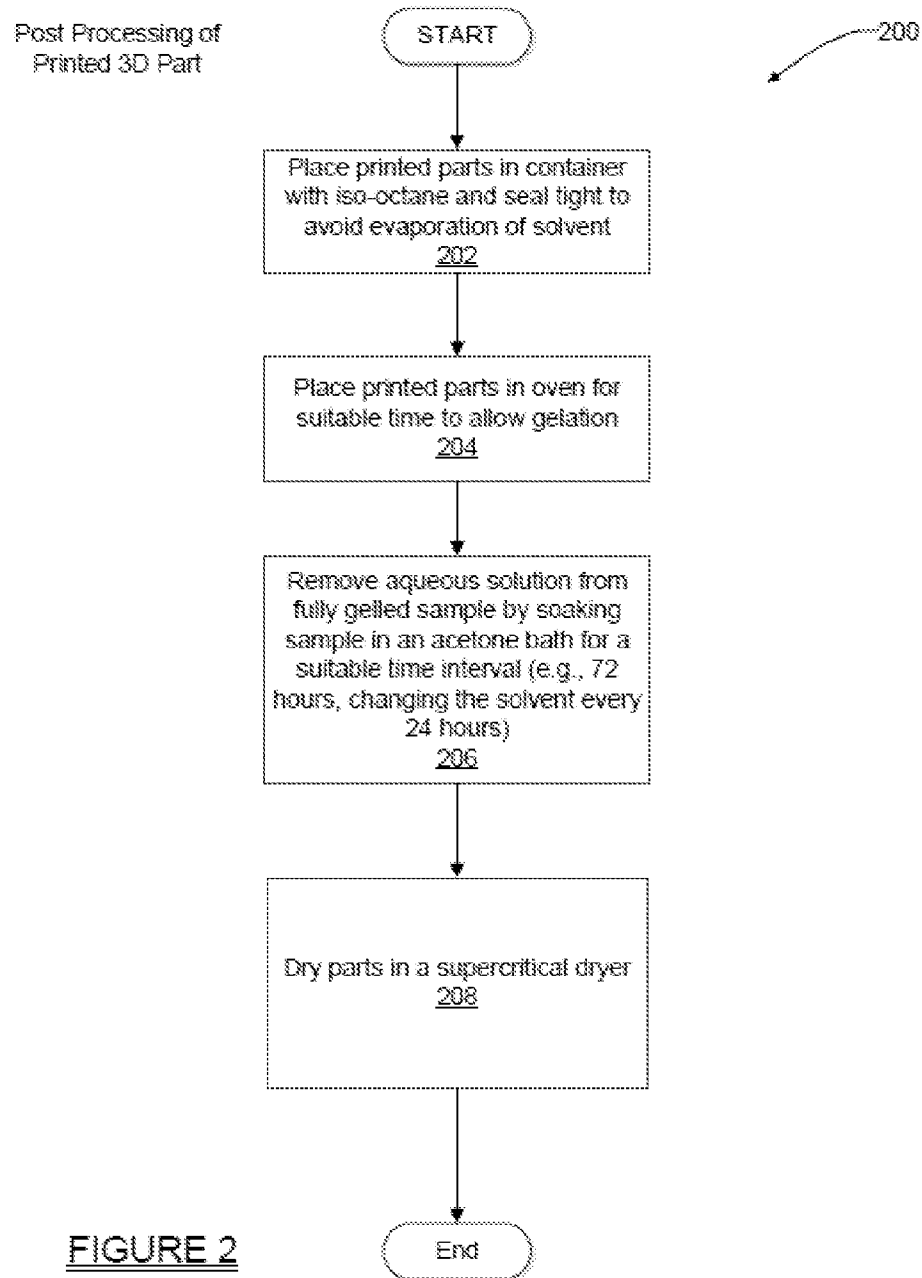 Post Processing of
Printed 3D Part
START
200
Place printed parts in container
with iso-octane and seal tight to
avoid evaporation of solvent
202
Place printed parts in oven for
suitable time to allow gelation
204
Remove aqueous solution from
fully gelled sample by soaking
sample in an acetone bath for a
suitable time interval (e.g., 72
hours, changing the solvent every
24 hours)
206
Dry parts in a supercritical dryer
208
End
FIGURE 2